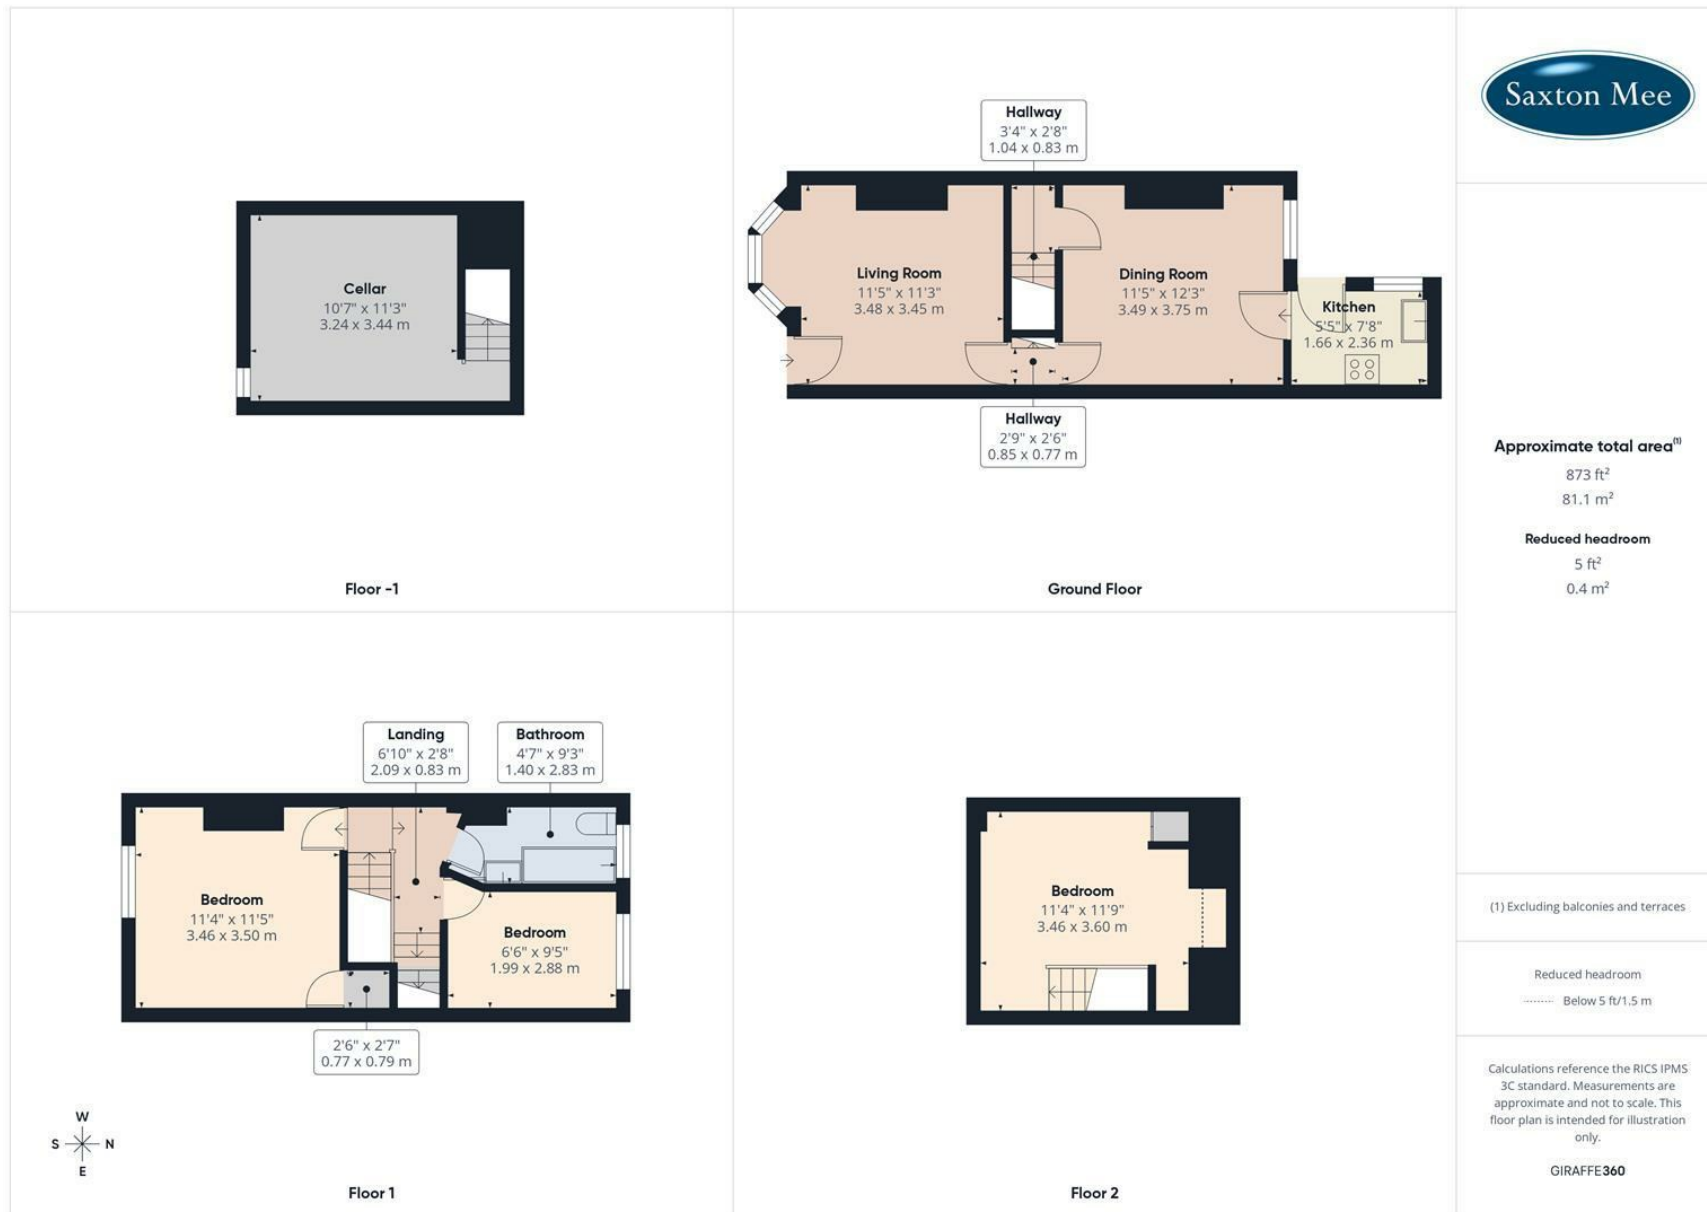 Cellar
10'7" x 11'3"
3.24 x 3.44 m
Floor -1
Hallway
3'4" x 2'8"
1.04 x 0.83 m
Living Room
11'5" x 11'3"
3.48 x 3.45 m
Dining Room
11'5" x 12'3"
3.49 x 3.75 m
Kitchen
5'5" x 7'8"
1.66 x 2.36 m
Hallway
2'9" x 2'6"
0.85 x 0.77 m
Ground Floor
Landing
6'10" x 2'8"
2.09 x 0.83 m
Bathroom
4'7" x 9'3"
1.40 x 2.83 m
Bedroom
11'4" x 11'5"
3.46 x 3.50 m
Bedroom
6'6" x 9'5"
1.99 x 2.88 m
2'6" x 2'7"
0.77 x 0.79 m
W
S N
E
Floor 1
Bedroom
11'4" x 11'9"
3.46 x 3.60 m
Floor 2
Saxton Mee
Approximate total area(1)
873 ft²
81.1 m²
Reduced headroom
5 ft²
0.4 m²
(1) Excluding balconies and terraces
Reduced headroom
Below 5 ft/1.5 m
Calculations reference the RICS IPMS
3C standard. Measurements are
approximate and not to scale. This
floor plan is intended for illustration
only.
GIRAFFE360